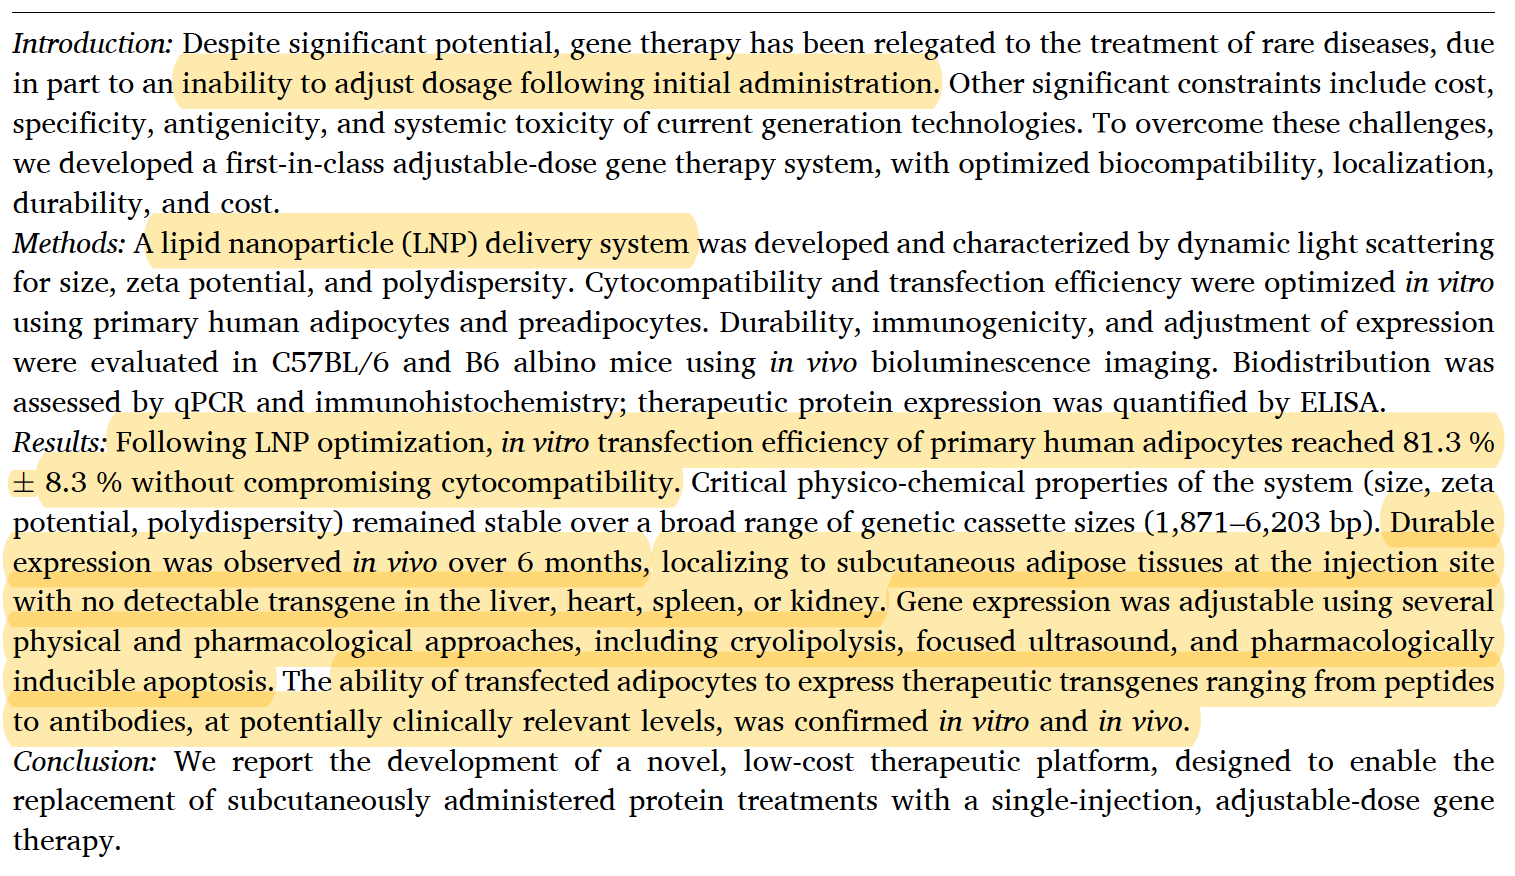 Introduction: Despite significant potential, gene therapy has been relegated to the treatment of rare diseases, due
in part to an inability to adjust dosage following initial administration. Other significant constraints include cost,
specificity, antigenicity, and systemic toxicity of current generation technologies. To overcome these challenges,
we developed a first-in-class adjustable-dose gene therapy system, with optimized biocompatibility, localization,
durability, and cost.
Methods: A lipid nanoparticle (LNP) delivery system was developed and characterized by dynamic light scattering
for size, zeta potential, and polydispersity. Cytocompatibility and transfection efficiency were optimized in vitro
using primary human adipocytes and preadipocytes. Durability, immunogenicity, and adjustment of expression
were evaluated in C57BL/6 and B6 albino mice using in vivo bioluminescence imaging. Biodistribution was
assessed by qPCR and immunohistochemistry; therapeutic protein expression was quantified by ELISA.
Results: Following LNP optimization, in vitro transfection efficiency of primary human adipocytes reached 81.3 %
± 8.3 % without compromising cytocompatibility. Critical physico-chemical properties of the system (size, zeta
potential, polydispersity) remained stable over a broad range of genetic cassette sizes (1,871–6,203 bp). Durable
expression was observed in vivo over 6 months, localizing to subcutaneous adipose tissues at the injection site
with no detectable transgene in the liver, heart, spleen, or kidney. Gene expression was adjustable using several
physical and pharmacological approaches, including cryolipolysis, focused ultrasound, and pharmacologically
inducible apoptosis. The ability of transfected adipocytes to express therapeutic transgenes ranging from peptides
to antibodies, at potentially clinically relevant levels, was confirmed in vitro and in vivo.
Conclusion: We report the development of a novel, low-cost therapeutic platform, designed to enable the
replacement of subcutaneously administered protein treatments with a single-injection, adjustable-dose gene
therapy.